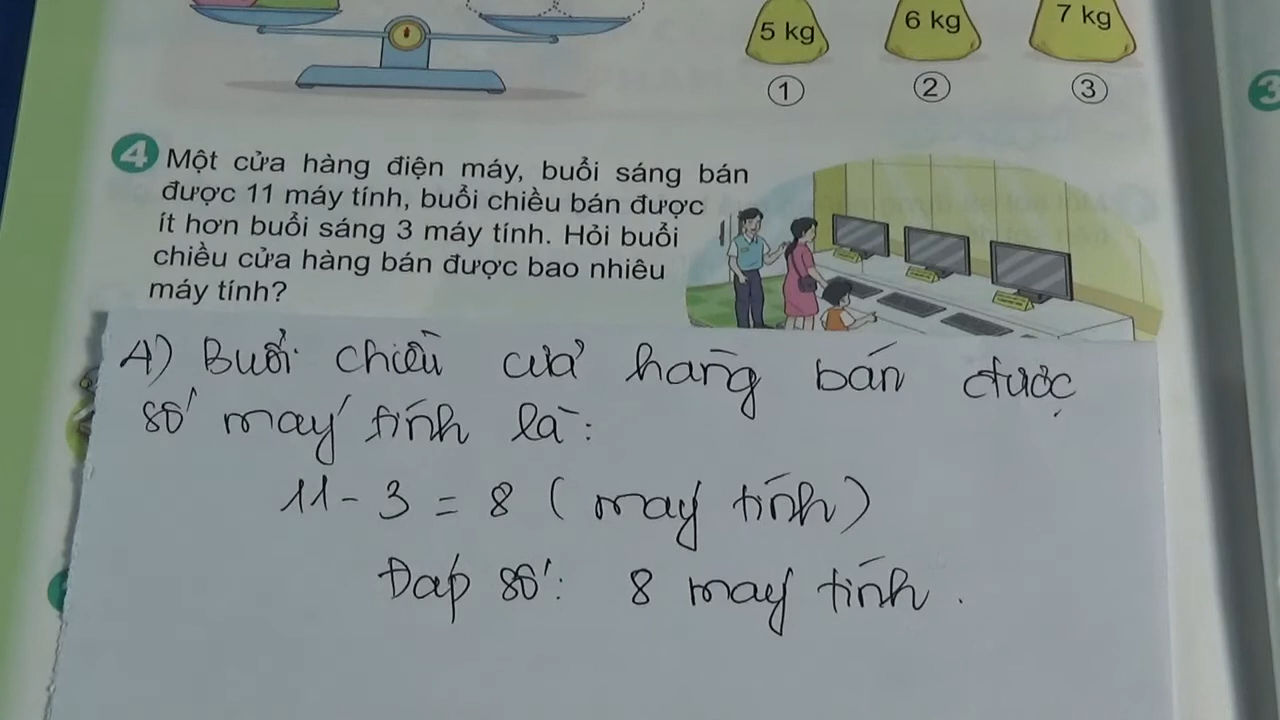 5 kg 6 kg 7 kg
1 2 3
4 Một cửa hàng điện máy, buổi sáng bán
được 11 máy tính, buổi chiều bán được
ít hơn buổi sáng 3 máy tính. Hỏi buổi
chiều cửa hàng bán được bao nhiêu
máy tính?
4) Buổi chiều cửa hàng bán được
số máy tính là:
11 - 3 = 8 (máy tính)
Đáp số: 8 máy tính.
3